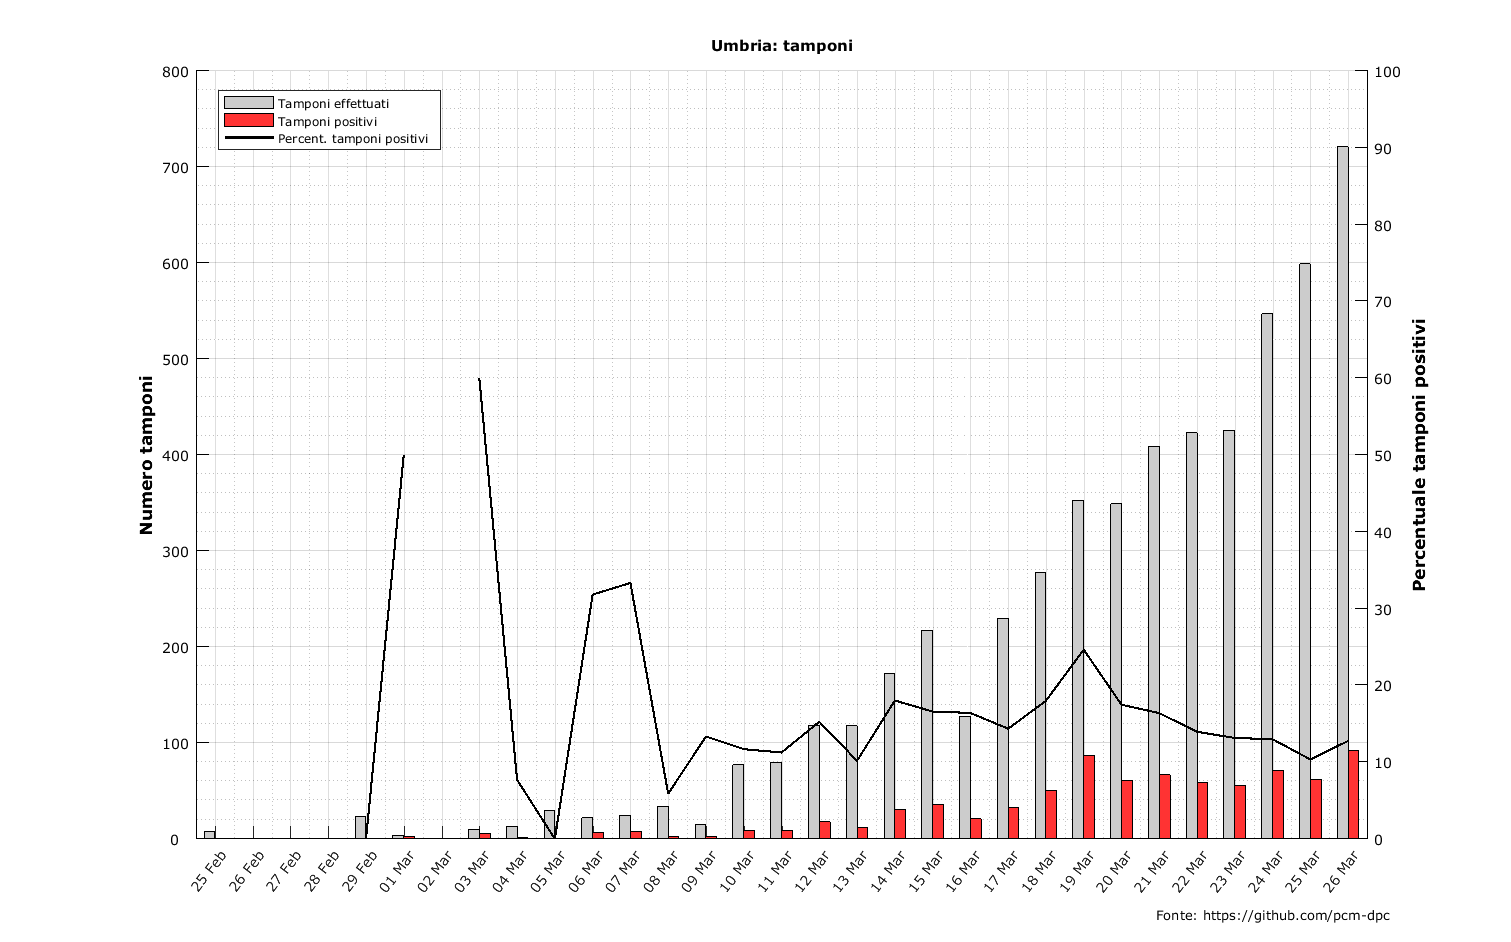 Umbria: tamponi
Tamponi effettuati
Tamponi positivi
Percent. tamponi positivi
Numero tamponi
800
700
600
500
400
300
200
100
0
100
90
80
70
60
50
40
30
20
10
0
Percentuale tamponi positivi
25 Feb
26 Feb
27 Feb
28 Feb
29 Feb
01 Mar
02 Mar
03 Mar
04 Mar
05 Mar
06 Mar
07 Mar
08 Mar
09 Mar
10 Mar
11 Mar
12 Mar
13 Mar
14 Mar
15 Mar
16 Mar
17 Mar
18 Mar
19 Mar
20 Mar
21 Mar
22 Mar
23 Mar
24 Mar
25 Mar
26 Mar
Fonte: https://github.com/pcm-dpc